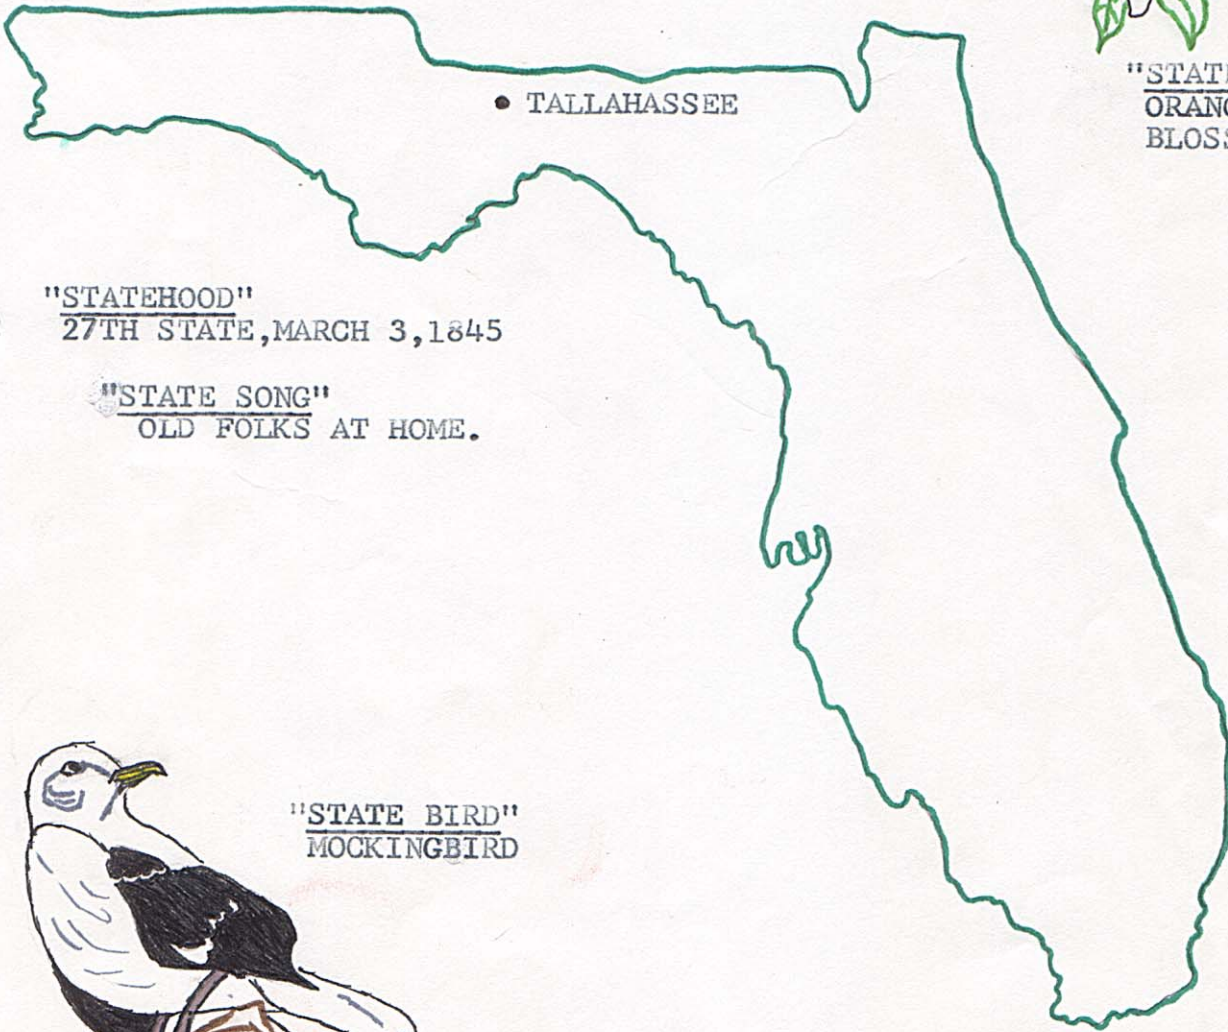 • TALLAHASSEE
"STATE
ORANG
BLOSS
"STATEHOOD"
27TH STATE,MARCH 3,1845
"STATE SONG"
OLD FOLKS AT HOME.
"STATE BIRD"
MOCKINGBIRD